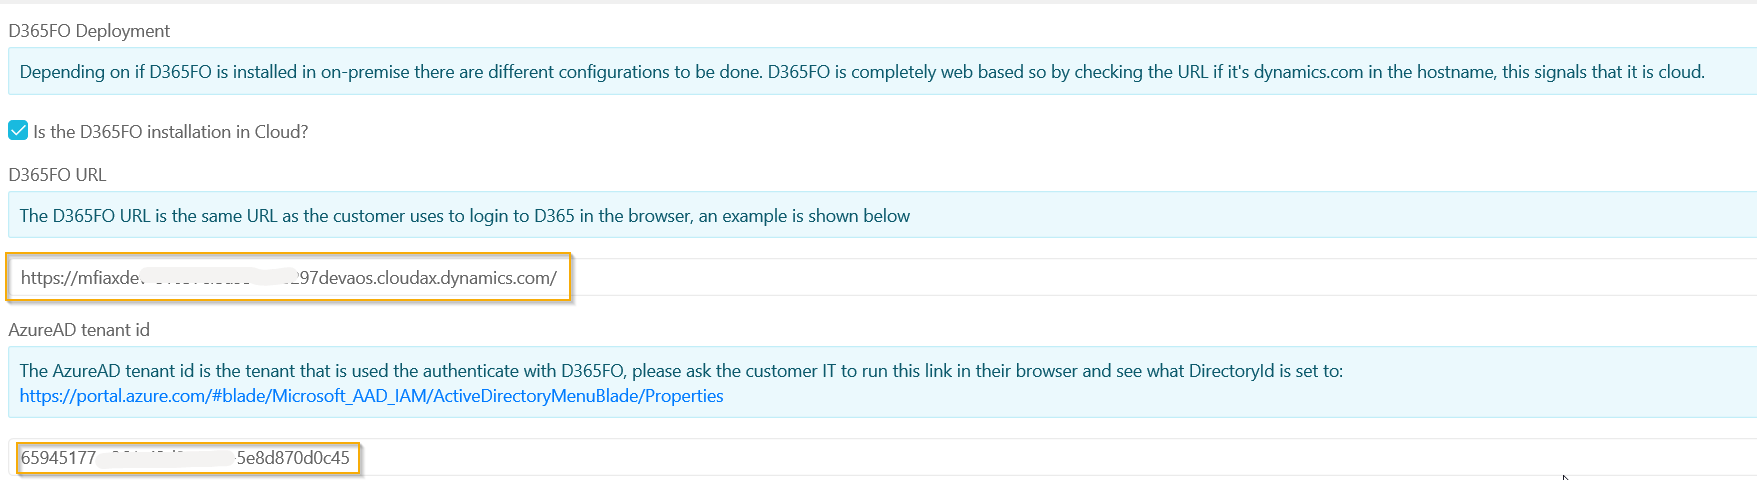 D365FO Deployment
Depending on if D365FO is installed in on-premise there are different configurations to be done. D365FO is completely web based so by checking the URL if it's dynamics.com in the hostname, this signals that it is cloud.
Is the D365FO installation in Cloud?
D365FO URL
The D365FO URL is the same URL as the customer uses to login to D365 in the browser, an example is shown below
https://mfiaxdev 297devaos.cloudax.dynamics.com/
AzureAD tenant id
The AzureAD tenant id is the tenant that is used the authenticate with D365FO, please ask the customer IT to run this link in their browser and see what DirectoryId is set to:
https://portal.azure.com/#blade/Microsoft_AAD_IAM/ActiveDirectoryMenuBlade/Properties
65945177 5e8d870d0c45